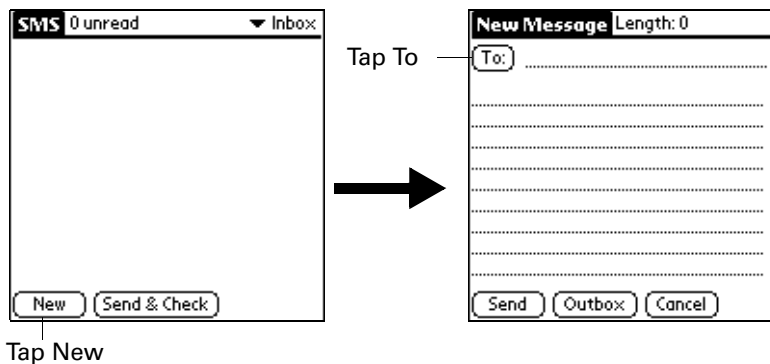 SMS 0 unread Inbox
New Send & Check
Tap New
Tap To
New Message Length: 0
To:
Send Outbox Cancel